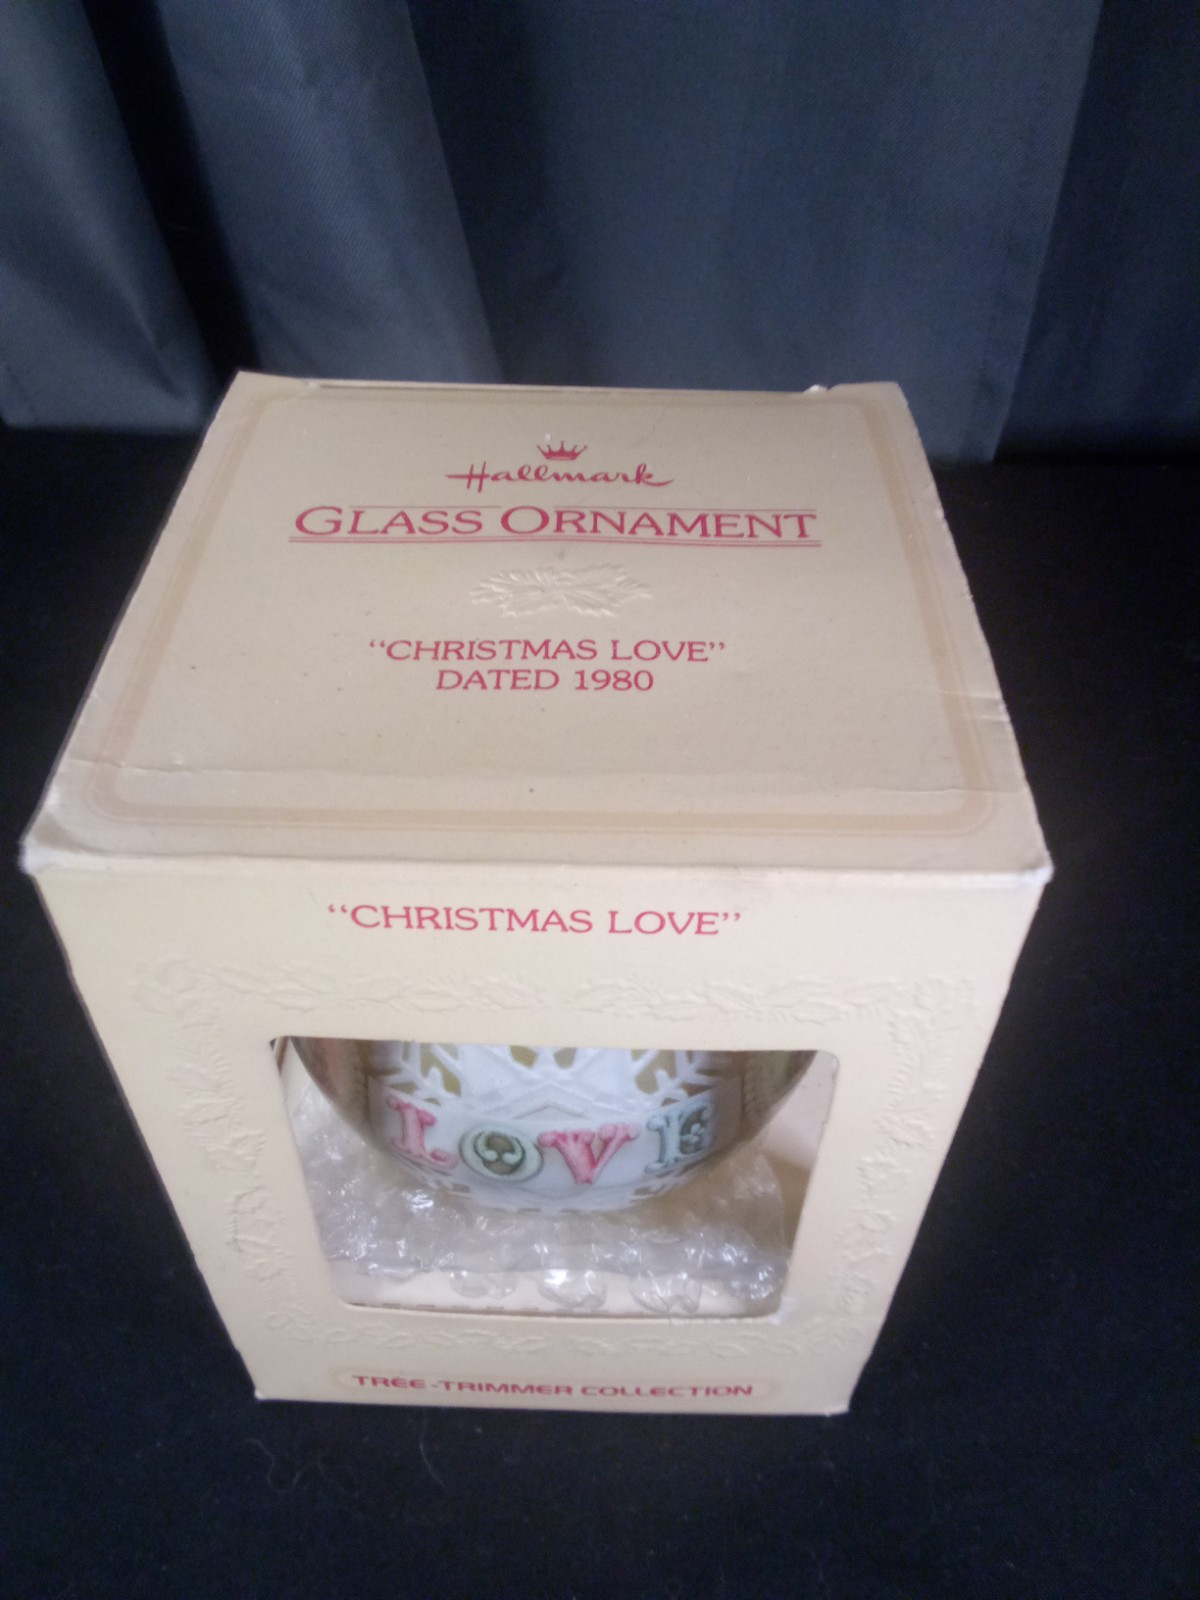 Hallmark
GLASS ORNAMENT
“CHRISTMAS LOVE”
DATED 1980
“CHRISTMAS LOVE”
LOVE
TREE-TRIMMER COLLECTION